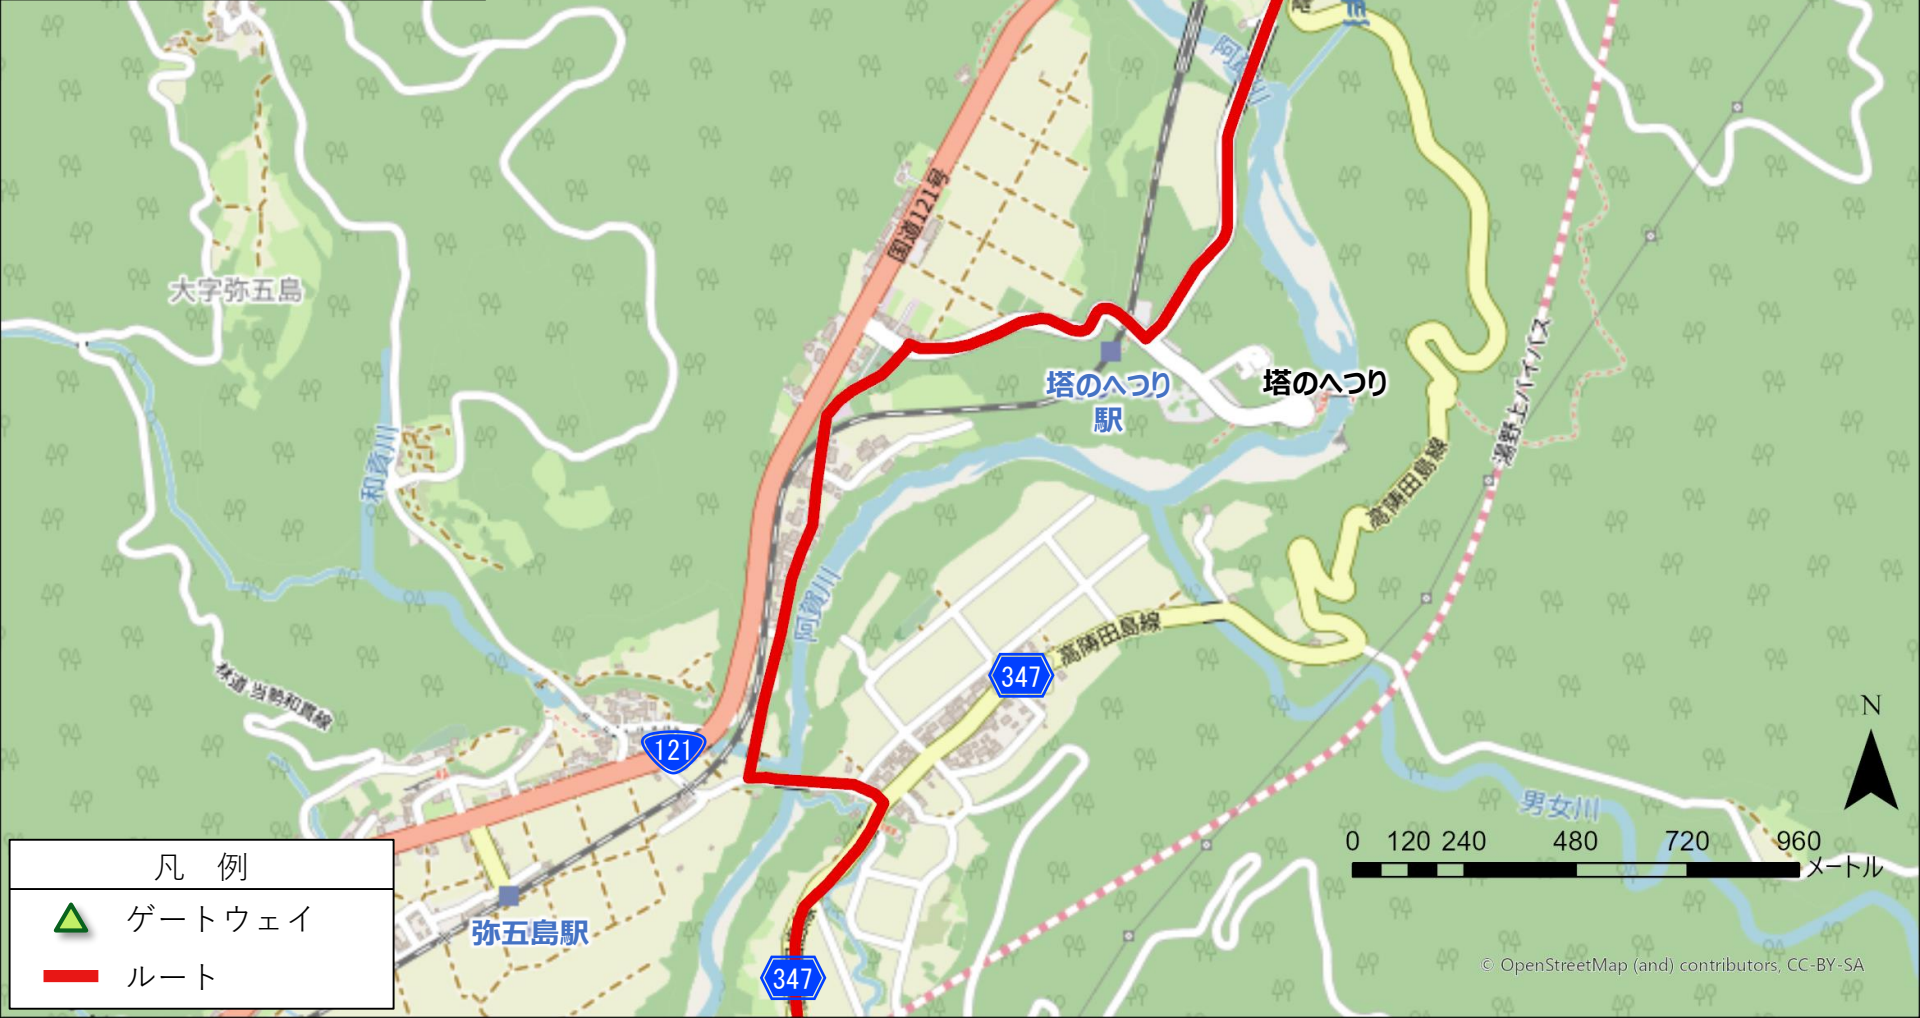 阿賀川
国道121号
大字弥五島
塔のへつり
駅
塔のへつり
湯野上バイパス
和貫川
高陦田島線
阿賀川
高陦田島線
347
林道 当勢和貫線
121
N
男女川
0 120 240 480 720 960
メートル
凡 例
ゲートウェイ
ルート
弥五島駅
347
© OpenStreetMap (and) contributors, CC-BY-SA